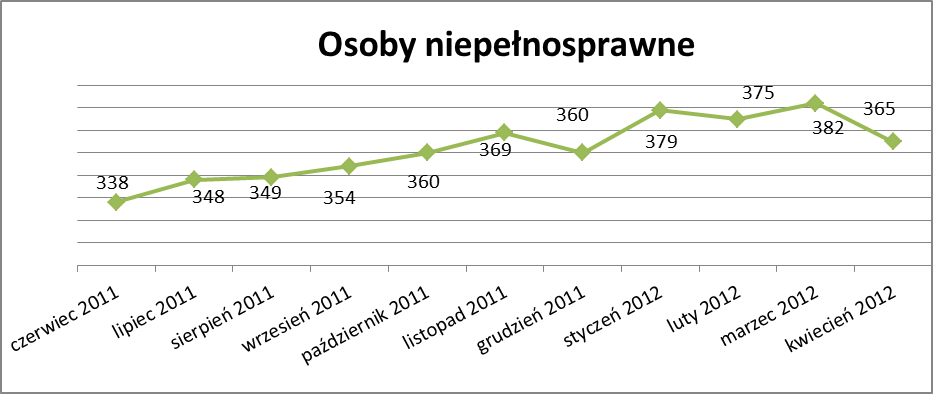 Osoby niepełnosprawne
338
348
349
354
360
369
360
379
375
382
365
czerwiec 2011
lipiec 2011
sierpień 2011
wrzesień 2011
październik 2011
listopad 2011
grudzień 2011
styczeń 2012
luty 2012
marzec 2012
kwiecień 2012